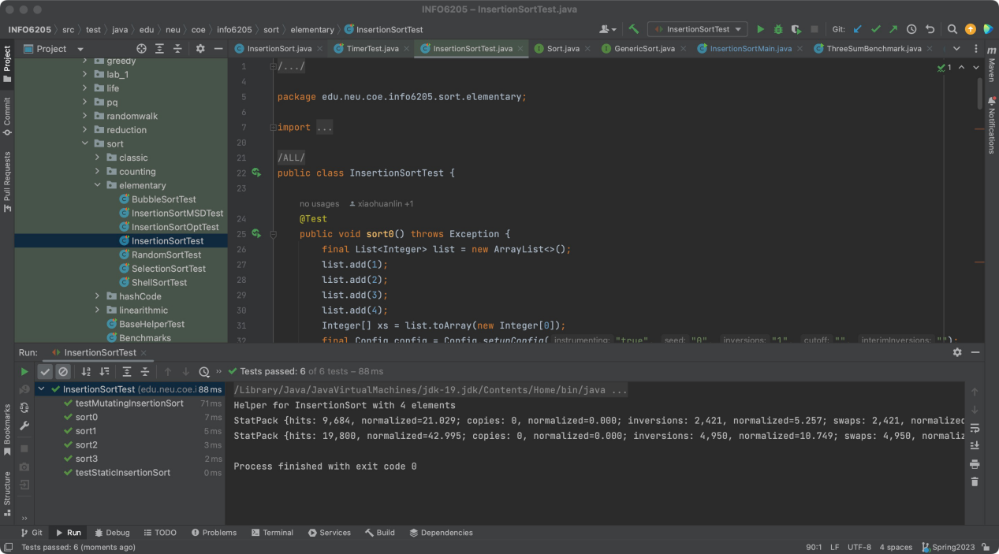 INFO6205 – InsertionSortTest.java
INFO6205 src test java edu neu coe info6205 sort elementary InsertionSortTest
InsertionSortTest
Git:
Project
InsertionSort.java
TimerTest.java
InsertionSortTest.java
Sort.java
GenericSort.java
InsertionSortMain.java
ThreeSumBenchmark.java
Project
Commit
Pull Requests
Bookmarks
Structure
Maven
Notifications
greedy
lab_1
life
pq
randomwalk
reduction
sort
classic
counting
elementary
BubbleSortTest
InsertionSortMSDTest
InsertionSortOptTest
InsertionSortTest
RandomSortTest
SelectionSortTest
ShellSortTest
hashCode
linearithmic
BaseHelperTest
Benchmarks
1
1 /.../
4
5 package edu.neu.coe.info6205.sort.elementary;
6
7 import ...
20
21 /ALL/
22 public class InsertionSortTest {
23
no usages xiaohuanlin +1
24 @Test
25 public void sort0() throws Exception {
26 final List<Integer> list = new ArrayList<>();
27 list.add(1);
28 list.add(2);
29 list.add(3);
30 list.add(4);
31 Integer[] xs = list.toArray(new Integer[0]);
32 final Config config = Config.setupConfig( instrumenting: "true", seed: "0", inversions: "1", cutoff: "", interimInversions: "");
Run: InsertionSortTest
Tests passed: 6 of 6 tests – 88 ms
InsertionSortTest (edu.neu.coe.i 88 ms
testMutatingInsertionSort 71 ms
sort0 7 ms
sort1 5 ms
sort2 3 ms
sort3 2 ms
testStaticInsertionSort 0 ms
/Library/Java/JavaVirtualMachines/jdk-19.jdk/Contents/Home/bin/java ...
Helper for InsertionSort with 4 elements
StatPack {hits: 9,684, normalized=21.029; copies: 0, normalized=0.000; inversions: 2,421, normalized=5.257; swaps: 2,421, normalized
StatPack {hits: 19,800, normalized=42.995; copies: 0, normalized=0.000; inversions: 4,950, normalized=10.749; swaps: 4,950, normaliz
Process finished with exit code 0
Git Run Debug TODO Problems Terminal Services Build Dependencies
Tests passed: 6 (moments ago)
90:1 LF UTF-8 4 spaces Spring2023